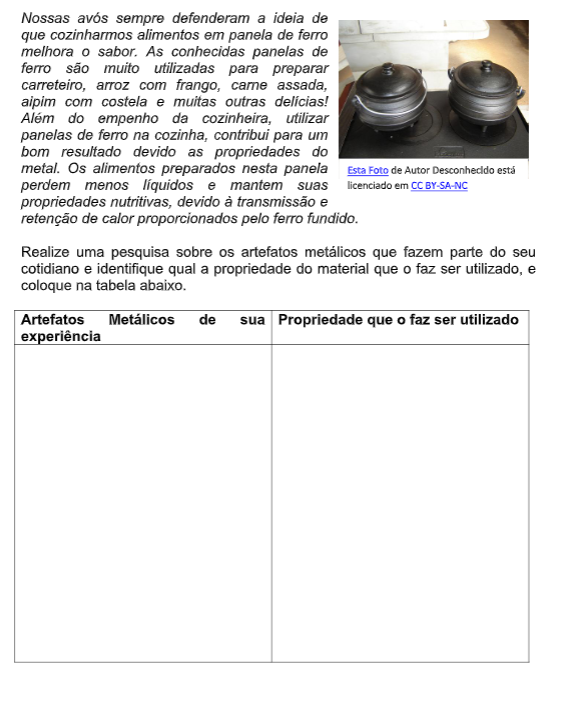 Nossas avós sempre defenderam a ideia de
que cozinharmos alimentos em panela de ferro
melhora o sabor. As conhecidas panelas de
ferro são muito utilizadas para preparar
carreteiro, arroz com frango, carne assada,
aipim com costela e muitas outras delícias!
Além do empenho da cozinheira, utilizar
panelas de ferro na cozinha, contribui para um
bom resultado devido as propriedades do
metal. Os alimentos preparados nesta panela
perdem menos líquidos e mantem suas
propriedades nutritivas, devido à transmissão e
retenção de calor proporcionados pelo ferro fundido.
Esta Foto de Autor Desconhecido está
licenciado em CC BY-SA-NC
Realize uma pesquisa sobre os artefatos metálicos que fazem parte do seu
cotidiano e identifique qual a propriedade do material que o faz ser utilizado, e
coloque na tabela abaixo.
Artefatos Metálicos de sua
experiência
Propriedade que o faz ser utilizado